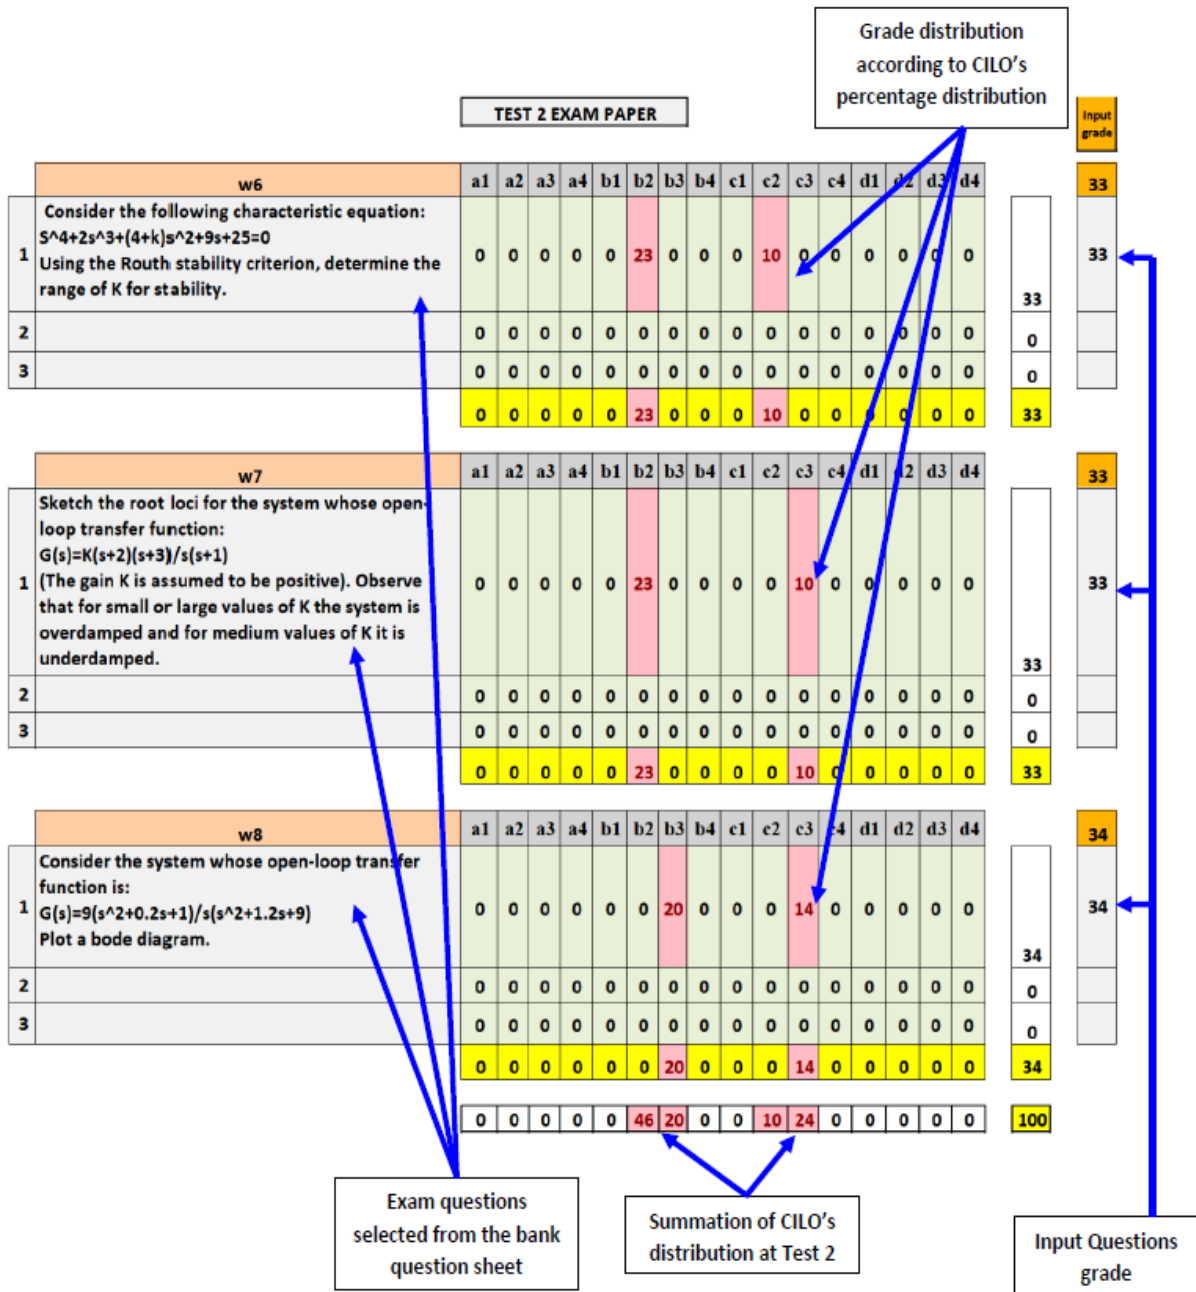 Grade distribution
according to CILO's
percentage distribution
TEST 2 EXAM PAPER
Input
grade
w6 a1 a2 a3 a4 b1 b2 b3 b4 c1 c2 c3 c4 d1 d2 d3 d4 33
1 Consider the following characteristic equation:
S^4+2s^3+(4+k)s^2+9s+25=0
Using the Routh stability criterion, determine the
range of K for stability.
0 0 0 0 0 23 0 0 0 10 0 0 0 0 0 0 33 33
2 0 0 0 0 0 0 0 0 0 0 0 0 0 0 0 0 0
3 0 0 0 0 0 0 0 0 0 0 0 0 0 0 0 0 0
0 0 0 0 0 23 0 0 0 10 0 0 0 0 0 0 33
w7 a1 a2 a3 a4 b1 b2 b3 b4 c1 c2 c3 c4 d1 d2 d3 d4 33
Sketch the root loci for the system whose open-
loop transfer function:
G(s)=K(s+2)(s+3)/s(s+1)
1 (The gain K is assumed to be positive). Observe
that for small or large values of K the system is
overdamped and for medium values of K it is
underdamped.
0 0 0 0 0 23 0 0 0 0 10 0 0 0 0 0 33 33
2 0 0 0 0 0 0 0 0 0 0 0 0 0 0 0 0 0
3 0 0 0 0 0 0 0 0 0 0 0 0 0 0 0 0 0
0 0 0 0 0 23 0 0 0 0 10 0 0 0 0 0 33
w8 a1 a2 a3 a4 b1 b2 b3 b4 c1 c2 c3 c4 d1 d2 d3 d4 34
Consider the system whose open-loop transfer
function is:
1 G(s)=9(s^2+0.2s+1)/s(s^2+1.2s+9)
Plot a bode diagram.
0 0 0 0 0 0 20 0 0 0 14 0 0 0 0 0 34 34
2 0 0 0 0 0 0 0 0 0 0 0 0 0 0 0 0 0
3 0 0 0 0 0 0 0 0 0 0 0 0 0 0 0 0 0
0 0 0 0 0 0 20 0 0 0 14 0 0 0 0 0 34
0 0 0 0 0 46 20 0 0 10 24 0 0 0 0 0 100
Exam questions
selected from the bank
question sheet
Summation of CILO's
distribution at Test 2
Input Questions
grade